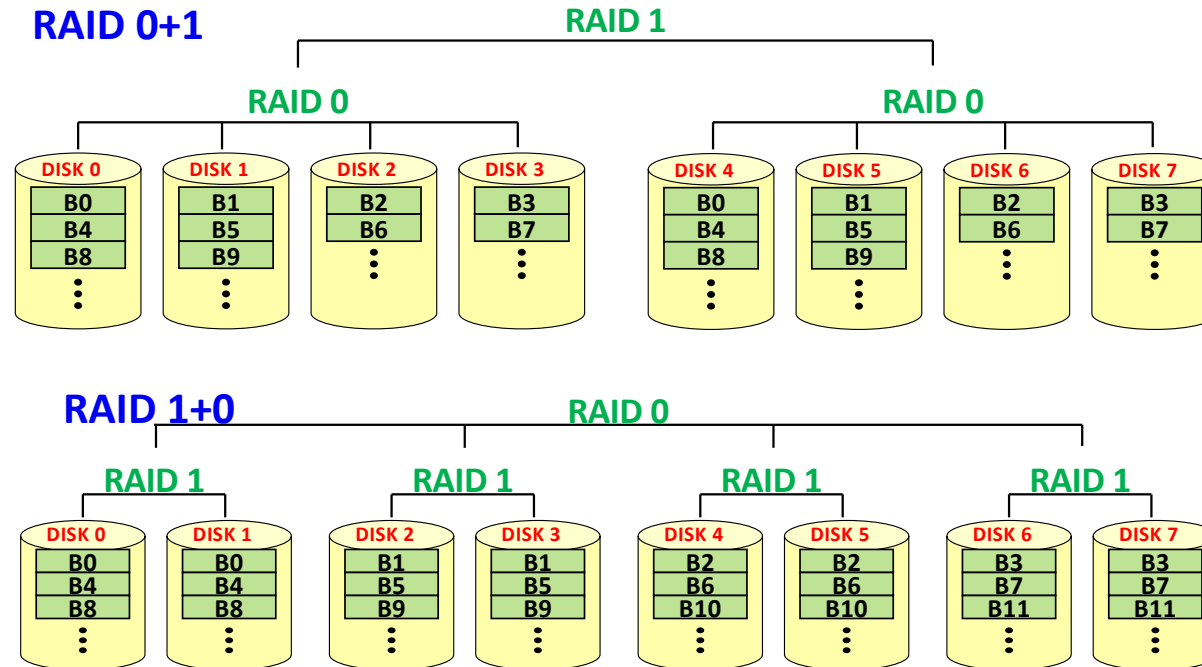 RAID 0+1
RAID 1
RAID 0 RAID 0
DISK 0 DISK 1 DISK 2 DISK 3 DISK 4 DISK 5 DISK 6 DISK 7
B0 B1 B2 B3 B0 B1 B2 B3
B4 B5 B6 B7 B4 B5 B6 B7
B8 B9 B8 B9
RAID 1+0
RAID 0
RAID 1 RAID 1 RAID 1 RAID 1
DISK 0 DISK 1 DISK 2 DISK 3 DISK 4 DISK 5 DISK 6 DISK 7
B0 B0 B1 B1 B2 B2 B3 B3
B4 B4 B5 B5 B6 B6 B7 B7
B8 B8 B9 B9 B10 B10 B11 B11